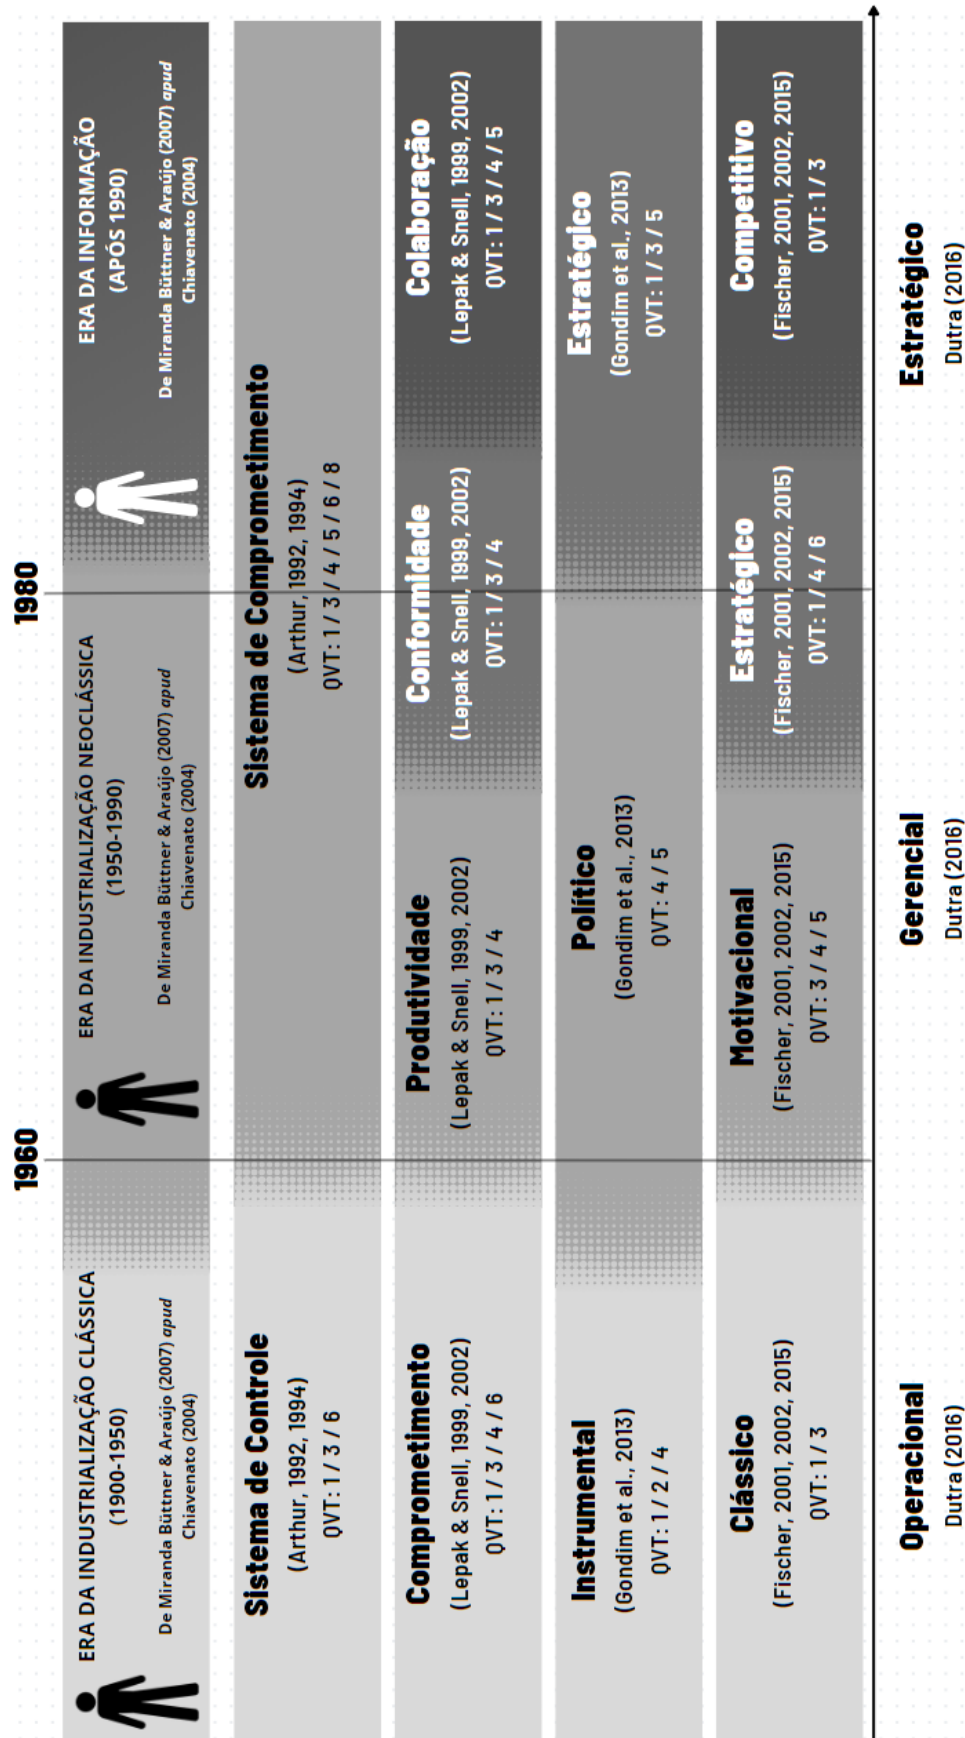 1960
1980
ERA DA INDUSTRIALIZAÇÃO CLÁSSICA
(1900-1950)
De Miranda Büttner & Araújo (2007) apud
Chiavenato (2004)
ERA DA INDUSTRIALIZAÇÃO NEOCLÁSSICA
(1950-1990)
De Miranda Büttner & Araújo (2007) apud
Chiavenato (2004)
ERA DA INFORMAÇÃO
(APÓS 1990)
De Miranda Büttner & Araújo (2007) apud
Chiavenato (2004)
Sistema de Controle
(Arthur, 1992, 1994)
QVT: 1 / 3 / 6
Sistema de Comprometimento
(Arthur, 1992, 1994)
QVT: 1 / 3 / 4 / 5 / 6 / 8
Comprometimento
(Lepak & Snell, 1999, 2002)
QVT: 1 / 3 / 4 / 6
Produtividade
(Lepak & Snell, 1999, 2002)
QVT: 1 / 3 / 4
Conformidade
(Lepak & Snell, 1999, 2002)
QVT: 1 / 3 / 4
Colaboração
(Lepak & Snell, 1999, 2002)
QVT: 1 / 3 / 4 / 5
Instrumental
(Gondim et al., 2013)
QVT: 1 / 2 / 4
Político
(Gondim et al., 2013)
QVT: 4 / 5
Estratégico
(Gondim et al., 2013)
QVT: 1 / 3 / 5
Clássico
(Fischer, 2001, 2002, 2015)
QVT: 1 / 3
Motivacional
(Fischer, 2001, 2002, 2015)
QVT: 3 / 4 / 5
Estratégico
(Fischer, 2001, 2002, 2015)
QVT: 1 / 4 / 6
Competitivo
(Fischer, 2001, 2002, 2015)
QVT: 1 / 3
Operacional
Dutra (2016)
Gerencial
Dutra (2016)
Estratégico
Dutra (2016)